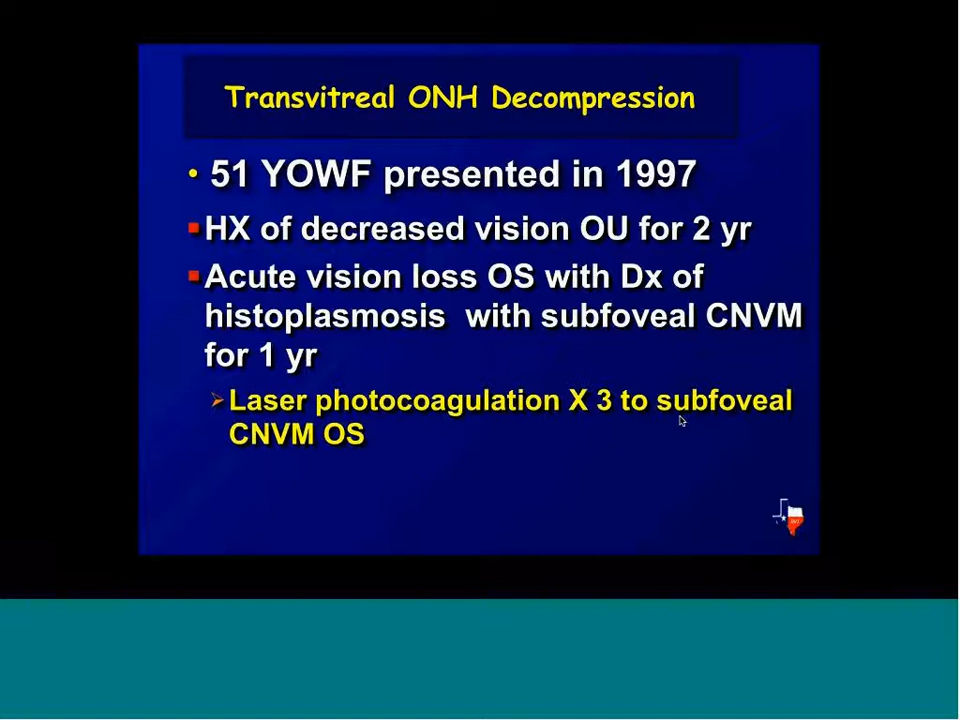 Transvitreal ONH Decompression
• 51 YOWF presented in 1997
▪ HX of decreased vision OU for 2 yr
▪ Acute vision loss OS with Dx of
histoplasmosis with subfoveal CNVM
for 1 yr
➢ Laser photocoagulation X 3 to subfoveal
CNVM OS